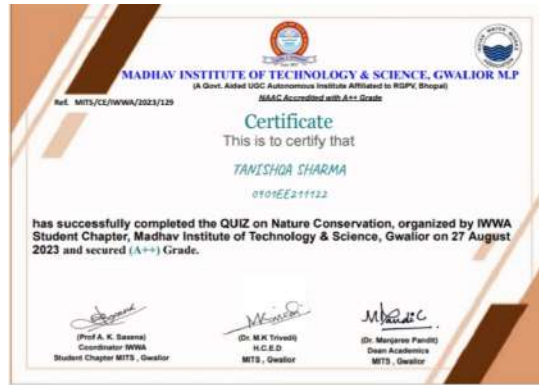 MADHAV INSTITUTE OF TECHNOLOGY & SCIENCE, GWALIOR M.P
(A Govt. Aided UGC Autonomous Institute Affiliated to RGPV, Bhopal)
NAAC Accredited with A++ Grade
Ref. MITS/CE/IWWA/2023/129
Certificate
This is to certify that
TANISHQA SHARMA
0901EE211122
has successfully completed the QUIZ on Nature Conservation, organized by IWWA
Student Chapter, Madhav Institute of Technology & Science, Gwalior on 27 August
2023 and secured (A++) Grade.
(Prof A. K. Saxena)
Coordinator IWWA
Student Chapter MITS , Gwalior
(Dr. M.K Trivedi)
H.C.E.D
MITS , Gwalior
(Dr. Manjaree Pandit)
Dean Academics
MITS , Gwalior